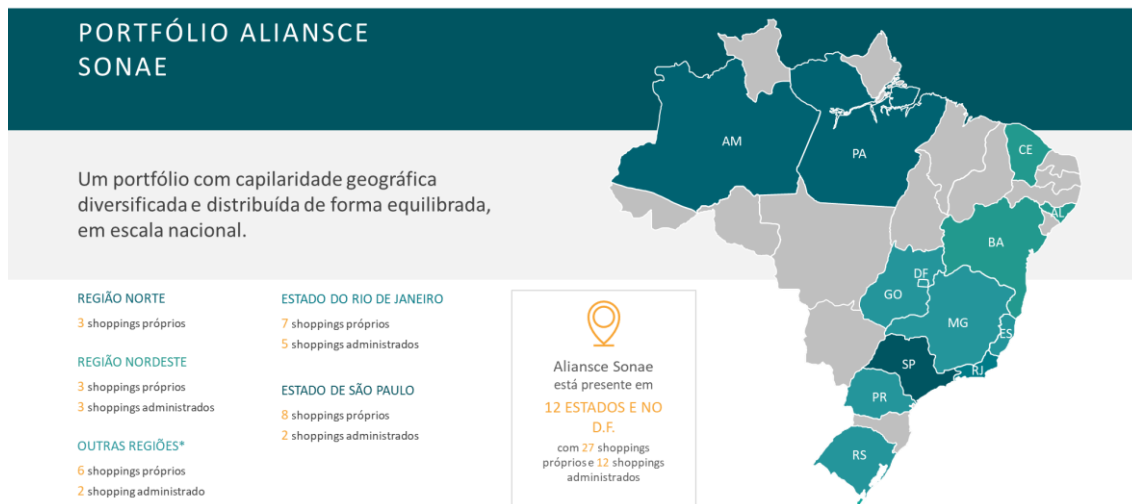 PORTFÓLIO ALIANSCE
SONAE
Um portfólio com capilaridade geográfica
diversificada e distribuída de forma equilibrada,
em escala nacional.
REGIÃO NORTE
3 shoppings próprios
REGIÃO NORDESTE
3 shoppings próprios
3 shoppings administrados
OUTRAS REGIÕES*
6 shoppings próprios
2 shopping administrado
ESTADO DO RIO DE JANEIRO
7 shoppings próprios
5 shoppings administrados
ESTADO DE SÃO PAULO
8 shoppings próprios
2 shoppings administrados
Aliansce Sonae
está presente em
12 ESTADOS E NO
D.F.
com 27 shoppings
próprios e 12 shoppings
administrados
AM
PA
CE
AL
BA
DF
GO
MG
ES
SP
RJ
PR
RS